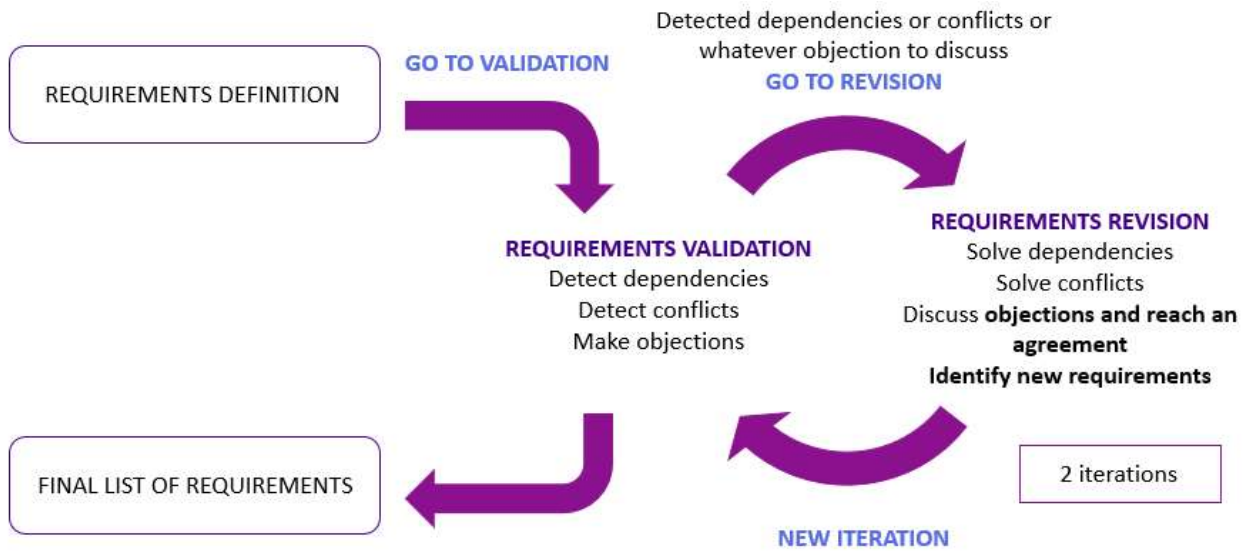 Detected dependencies or conflicts or
whatever objection to discuss
GO TO REVISION
GO TO VALIDATION
REQUIREMENTS DEFINITION
REQUIREMENTS VALIDATION
Detect dependencies
Detect conflicts
Make objections
REQUIREMENTS REVISION
Solve dependencies
Solve conflicts
Discuss objections and reach an
agreement
Identify new requirements
FINAL LIST OF REQUIREMENTS
2 iterations
NEW ITERATION